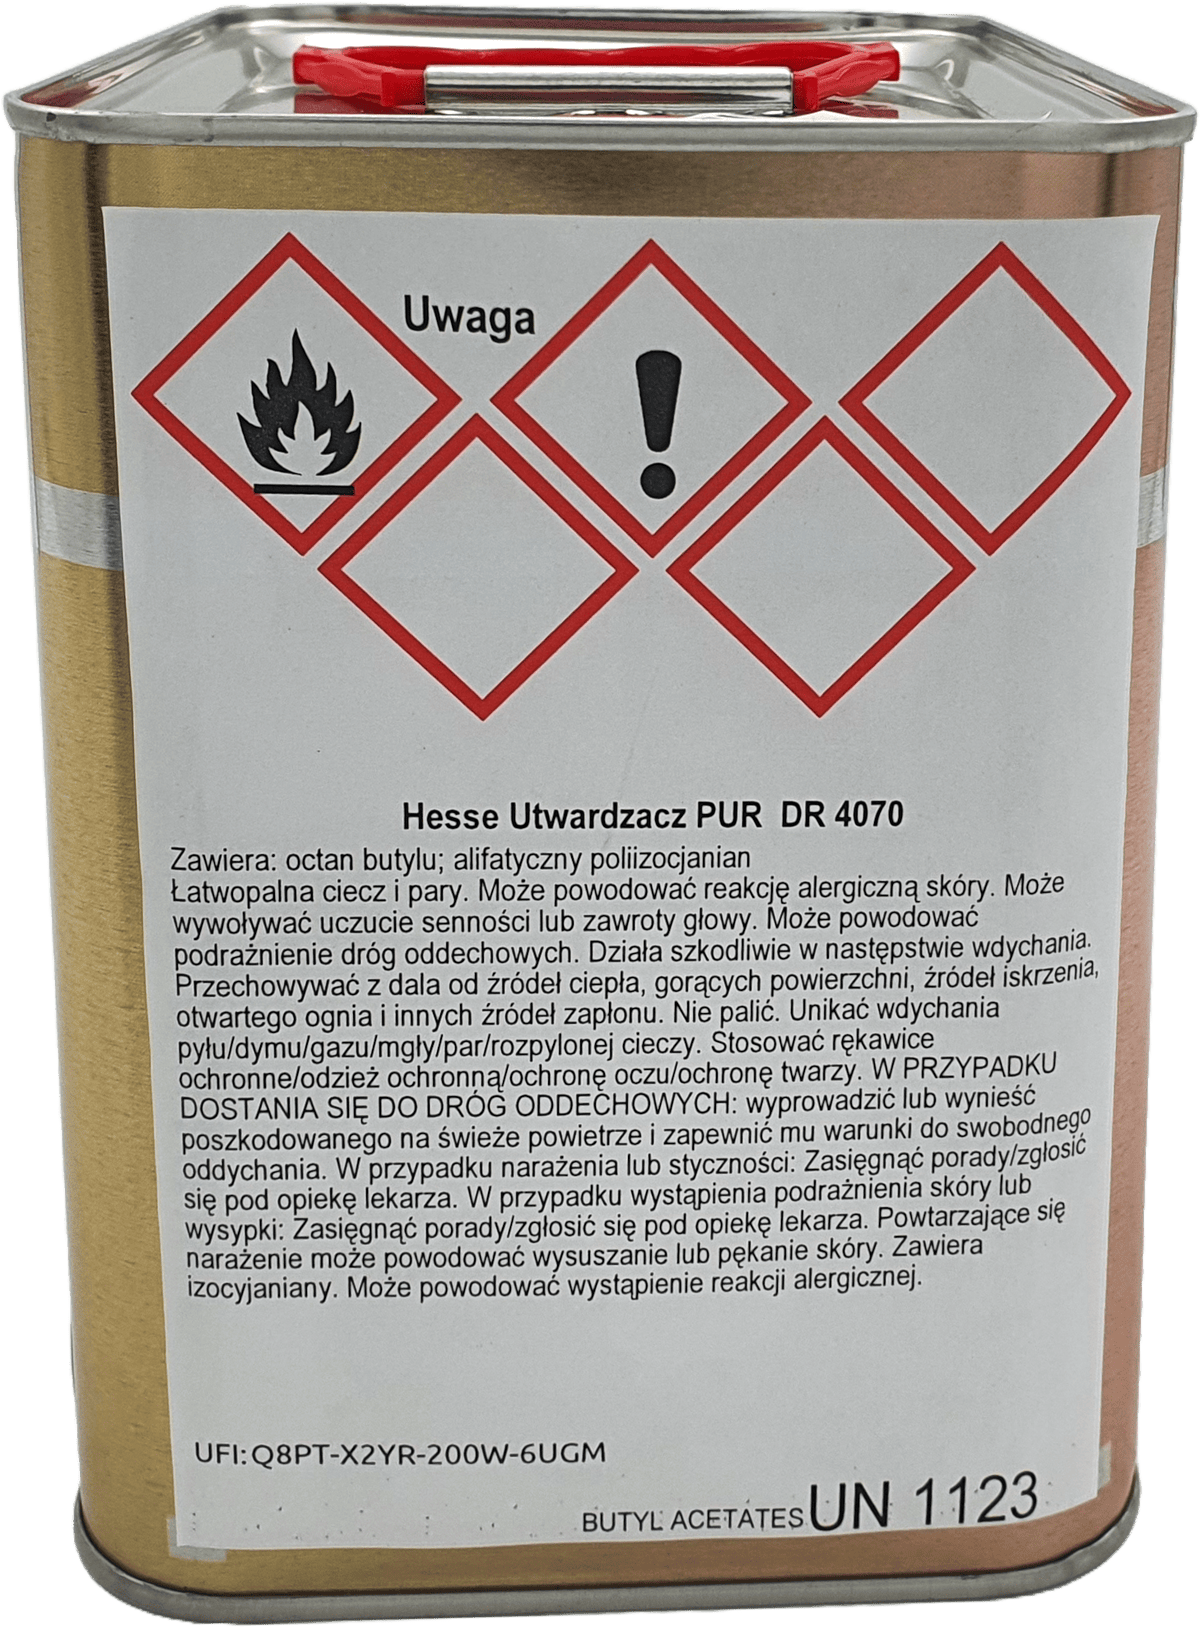 Uwaga
Hesse Utwardzacz PUR DR 4070
Zawiera: octan butylu; alifatyczny poliizocjanian
Łatwopalna ciecz i pary. Może powodować reakcję alergiczną skóry. Może
wywoływać uczucie senności lub zawroty głowy. Może powodować
podrażnienie dróg oddechowych. Działa szkodliwie w następstwie wdychania.
Przechowywać z dala od źródeł ciepła, gorących powierzchni, źródeł iskrzenia,
otwartego ognia i innych źródeł zapłonu. Nie palić. Unikać wdychania
pyłu/dymu/gazu/mgły/par/rozpylonej cieczy. Stosować rękawice
ochronne/odzież ochronną/ochronę oczu/ochronę twarzy. W PRZYPADKU
DOSTANIA SIĘ DO DRÓG ODDECHOWYCH: wyprowadzić lub wynieść
poszkodowanego na świeże powietrze i zapewnić mu warunki do swobodnego
oddychania. W przypadku narażenia lub styczności: Zasięgnąć porady/zgłosić
się pod opiekę lekarza. W przypadku wystąpienia podrażnienia skóry lub
wysypki: Zasięgnąć porady/zgłosić się pod opiekę lekarza. Powtarzające się
narażenie może powodować wysuszanie lub pękanie skóry. Zawiera
izocyjaniany. Może powodować wystąpienie reakcji alergicznej.
UFI:Q8PT-X2YR-200W-6UGM
BUTYL ACETATES UN 1123